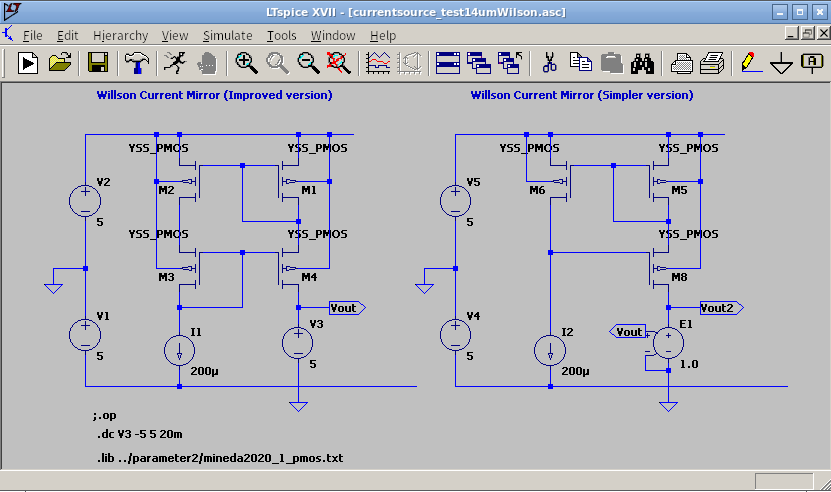 LTspice XVII - [currentsource_test14umWilson.asc]
File Edit Hierarchy View Simulate Tools Window Help
Willson Current Mirror (Improved version)
Willson Current Mirror (Simpler version)
YSS_PMOS
YSS_PMOS
YSS_PMOS
YSS_PMOS
V2
M2
M1
V5
M6
M5
5
5
YSS_PMOS
YSS_PMOS
YSS_PMOS
M3
M4
M8
Vout
Vout2
V1
I1
V3
V4
I2
Vout
E1
5
200µ
5
5
200µ
1.0
;.op
.dc V3 -5 5 20m
.lib ../parameter2/mineda2020_1_pmos.txt